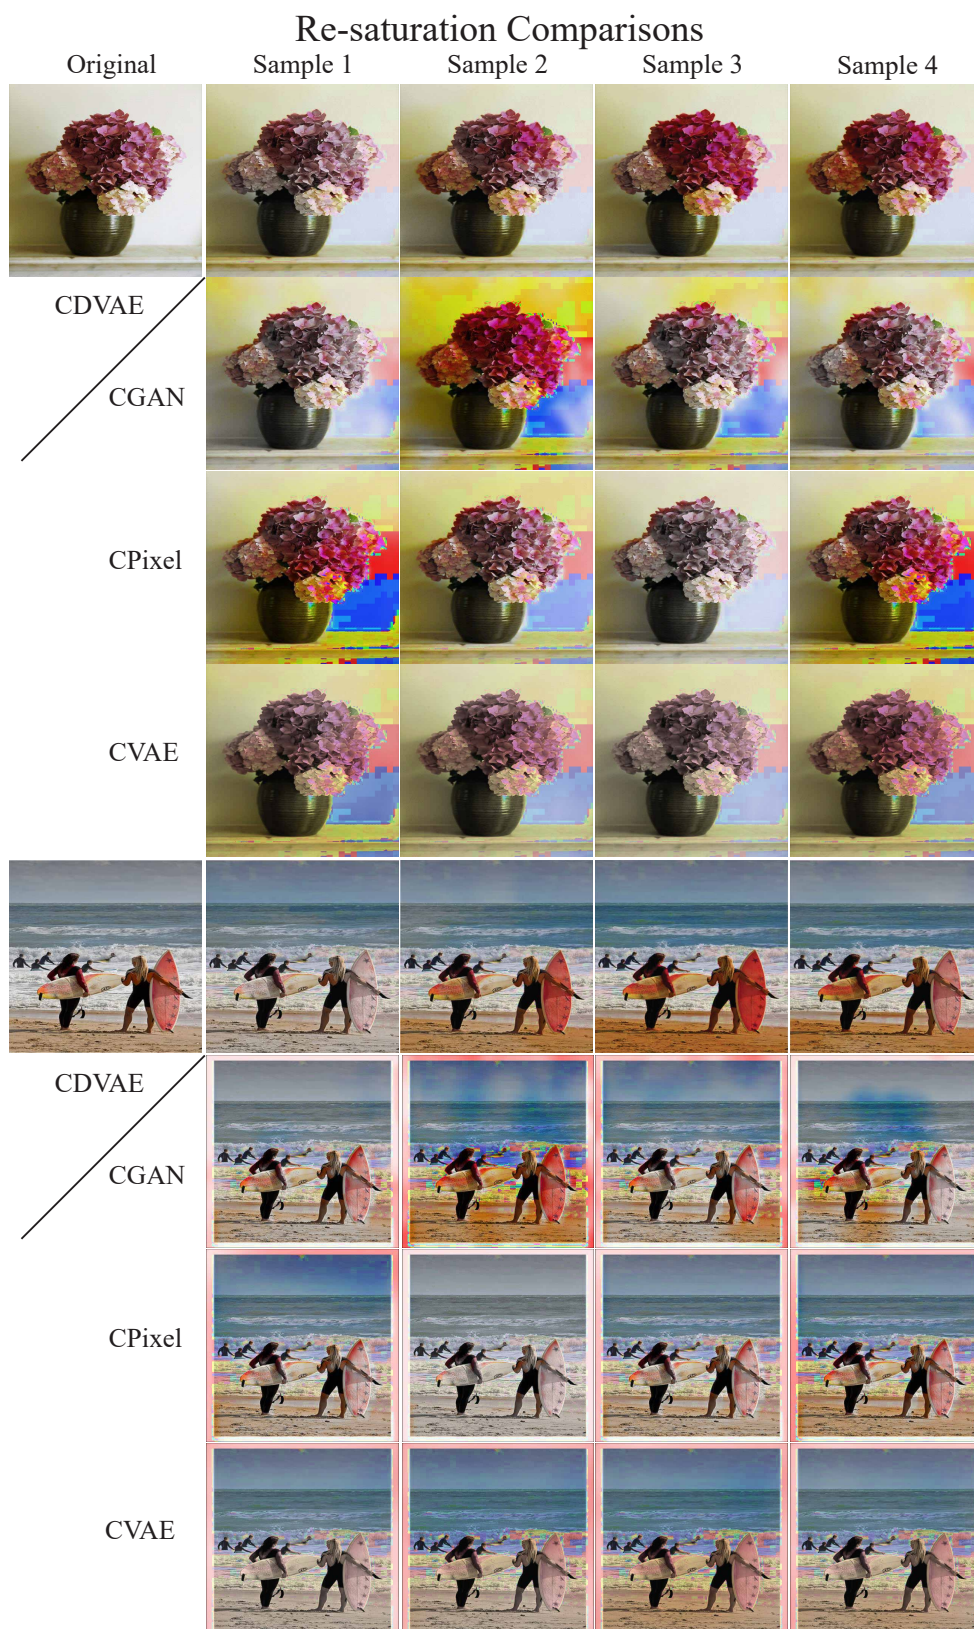 Re-saturation Comparisons
Original Sample 1 Sample 2 Sample 3 Sample 4
CDVAE
CGAN
CPixel
CVAE
CDVAE
CGAN
CPixel
CVAE